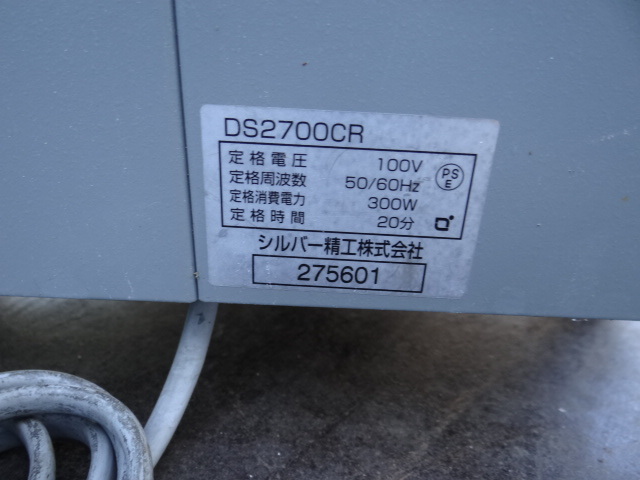 DS2700CR
定格電圧 100V
定格周波数 50/60Hz
PS
E
定格消費電力 300W
定格時間 20分
シルバー精工株式会社
275601